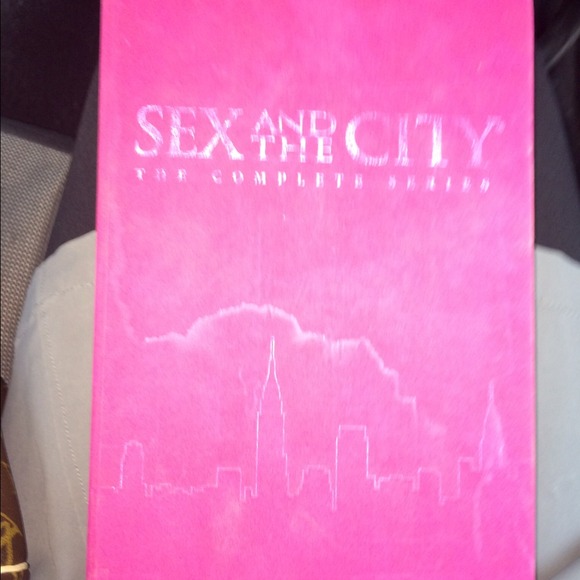 SEX AND THE CITY
THE COMPLETE SERIES